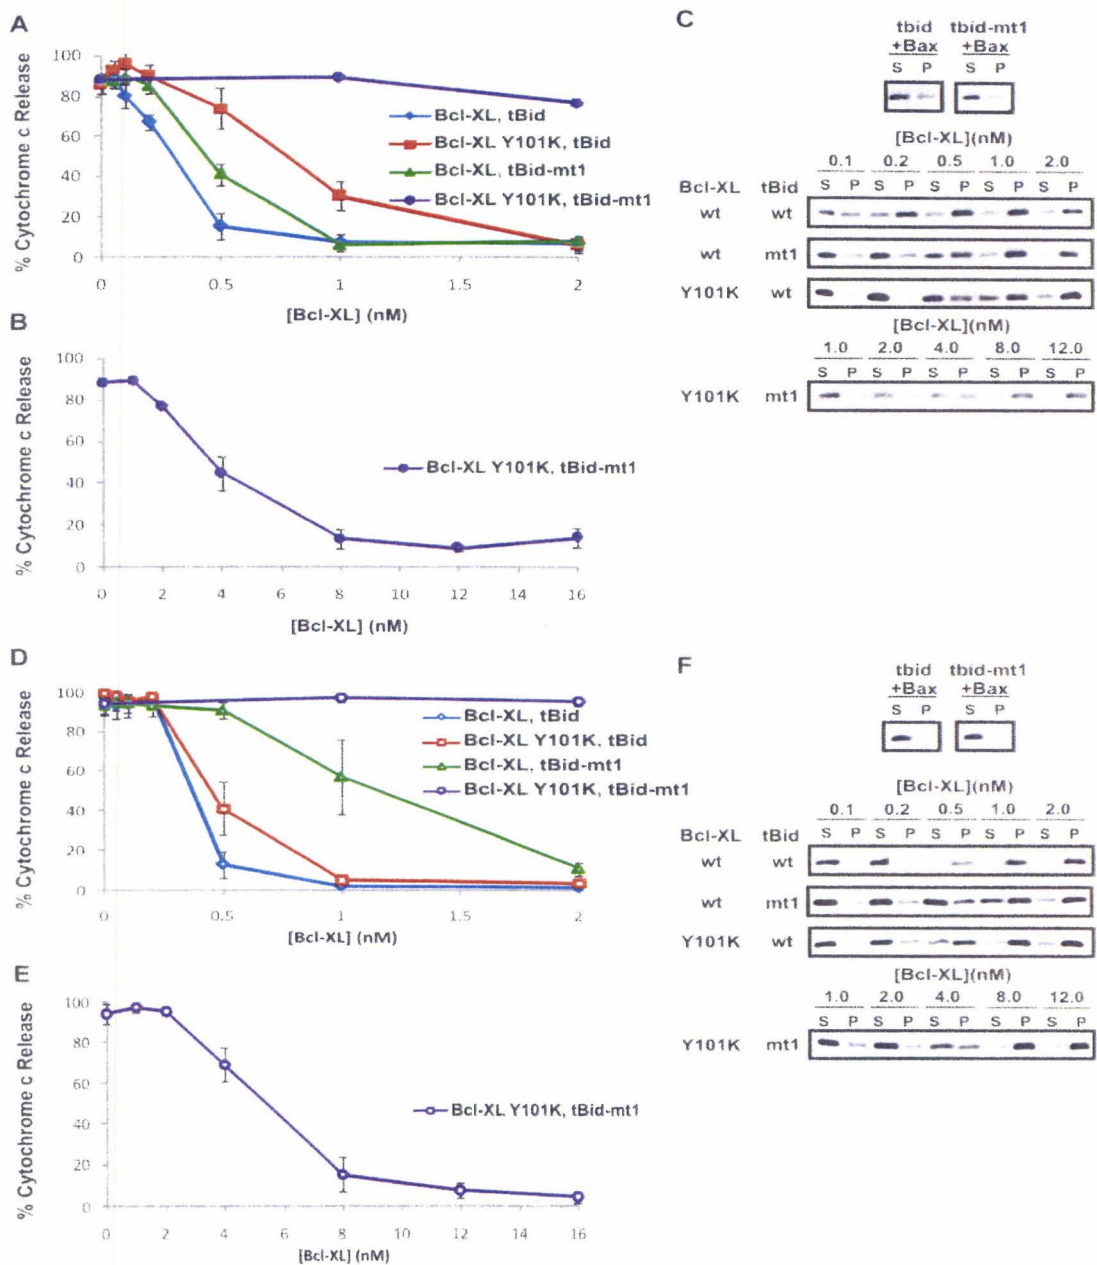 A
% Cytochrome c Release
100
80
60
40
20
0
0
0.5
1
1.5
2
[Bcl-XL] (nM)
Bcl-XL, tBid
Bcl-XL Y101K, tBid
Bcl-XL, tBid-mt1
Bcl-XL Y101K, tBid-mt1
B
% Cytochrome c Release
100
80
60
40
20
0
0 2 4 6 8 10 12 14 16
[Bcl-XL] (nM)
Bcl-XL Y101K, tBid-mt1
C
tbid tbid-mt1
+Bax +Bax
S P S P
[Bcl-XL](nM)
0.1 0.2 0.5 1.0 2.0
Bcl-XL tBid S P S P S P S P S P
wt wt
wt mt1
Y101K wt
[Bcl-XL](nM)
1.0 2.0 4.0 8.0 12.0
S P S P S P S P S P
Y101K mt1
D
% Cytochrome c Release
100
80
60
40
20
0
0 0.5 1 1.5 2
[Bcl-XL] (nM)
Bcl-XL, tBid
Bcl-XL Y101K, tBid
Bcl-XL, tBid-mt1
Bcl-XL Y101K, tBid-mt1
E
% Cytochrome c Release
100
80
60
40
20
0
0 2 4 6 8 10 12 14 16
[Bcl-XL] (nM)
Bcl-XL Y101K, tBid-mt1
F
tbid tbid-mt1
+Bax +Bax
S P S P
[Bcl-XL](nM)
0.1 0.2 0.5 1.0 2.0
Bcl-XL tBid S P S P S P S P S P
wt wt
wt mt1
Y101K wt
[Bcl-XL](nM)
1.0 2.0 4.0 8.0 12.0
S P S P S P S P S P
Y101K mt1